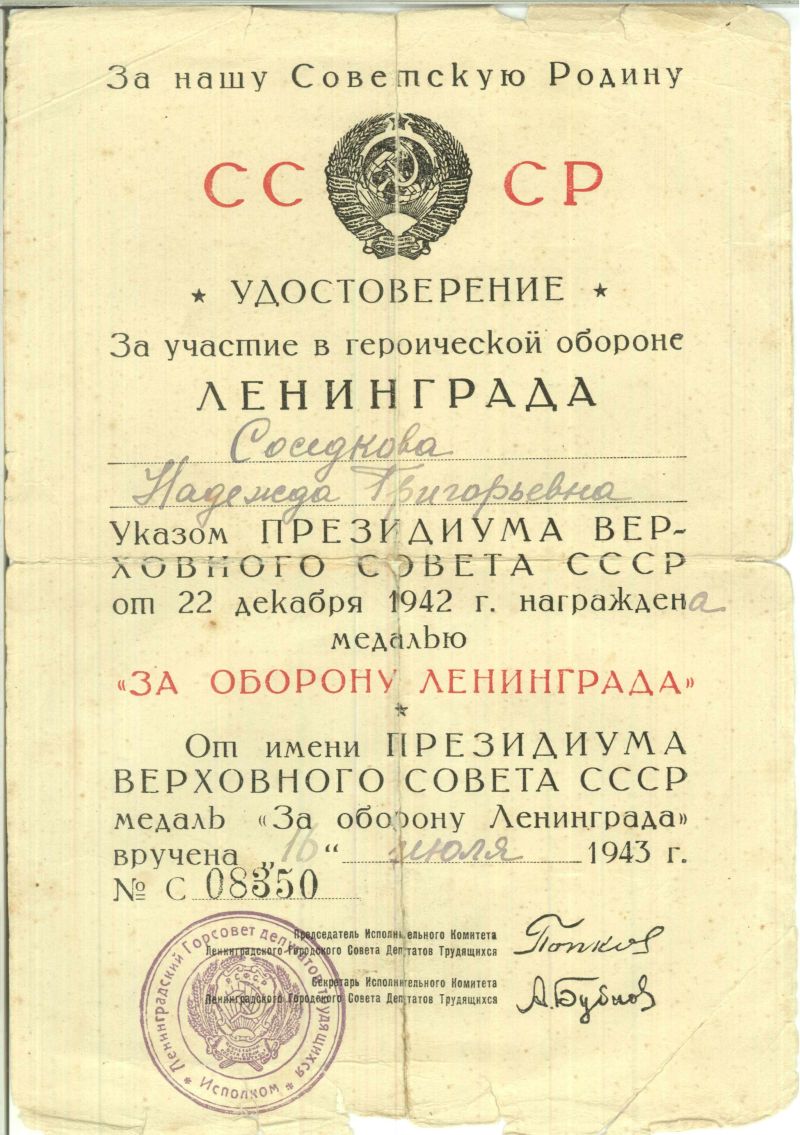 За нашу Советскую Родину
СССР
★ УДОСТОВЕРЕНИЕ ★
За участие в героической обороне
ЛЕНИНГРАДА
Соседкова
Надежда Григорьевна
Указом ПРЕЗИДИУМА ВЕР-
ХОВНОГО СОВЕТА СССР
от 22 декабря 1942 г. награждена
медалью
«ЗА ОБОРОНУ ЛЕНИНГРАДА»
★
От имени ПРЕЗИДИУМА
ВЕРХОВНОГО СОВЕТА СССР
медаль «За оборону Ленинграда»
вручена „16“ июля 1943 г.
№ С 08350
Председатель Исполнительного Комитета
Ленинградского Городского Совета Депутатов Трудящихся
Попков
Секретарь Исполнительного Комитета
Ленинградского Городского Совета Депутатов Трудящихся
А.Бубнов
Ленинградский Горсовет депутатов трудящихся
★ Исполком ★
РСФСР